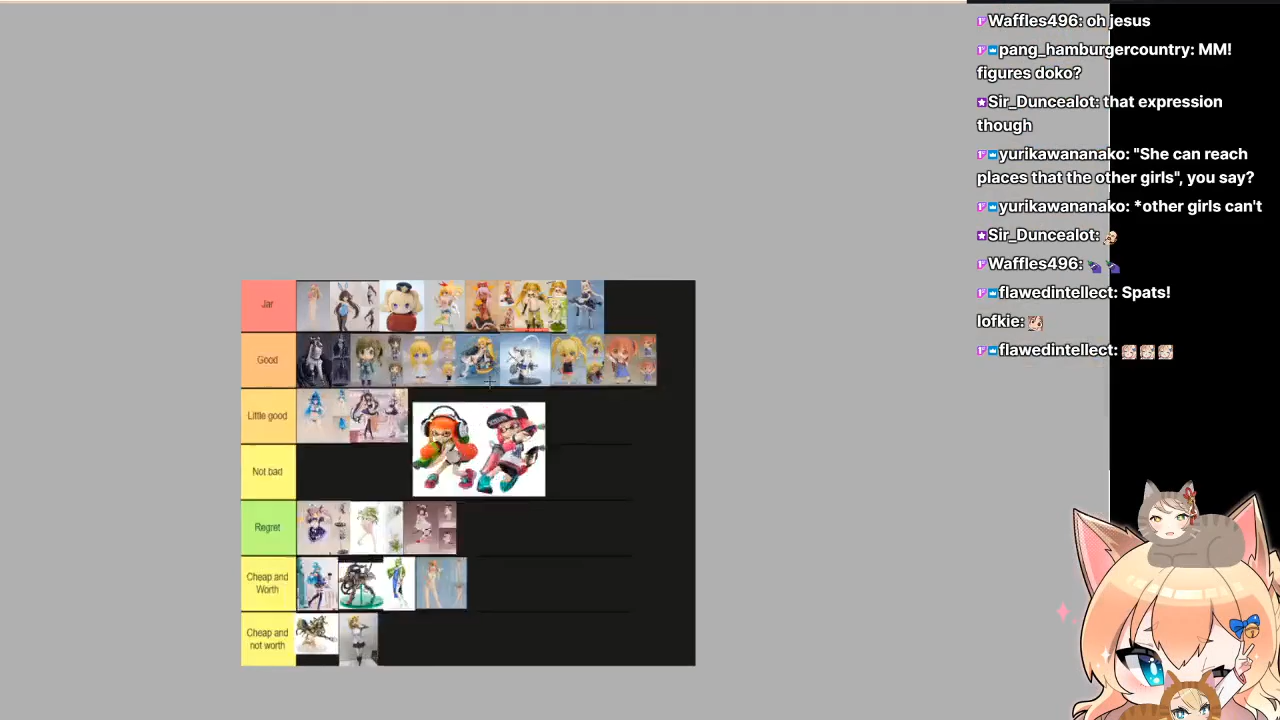 Waffles496: oh jesus
pang_hamburgercountry: MM!
figures doko?
Sir_Duncealot: that expression
though
yurikawananako: "She can reach
places that the other girls", you say?
yurikawananako: *other girls can't
Sir_Duncealot:
Waffles496:
flawedintellect: Spats!
lofkie:
flawedintellect:
Jar
Good
Little good
Not bad
Regret
Cheap and
Worth
Cheap and
not worth